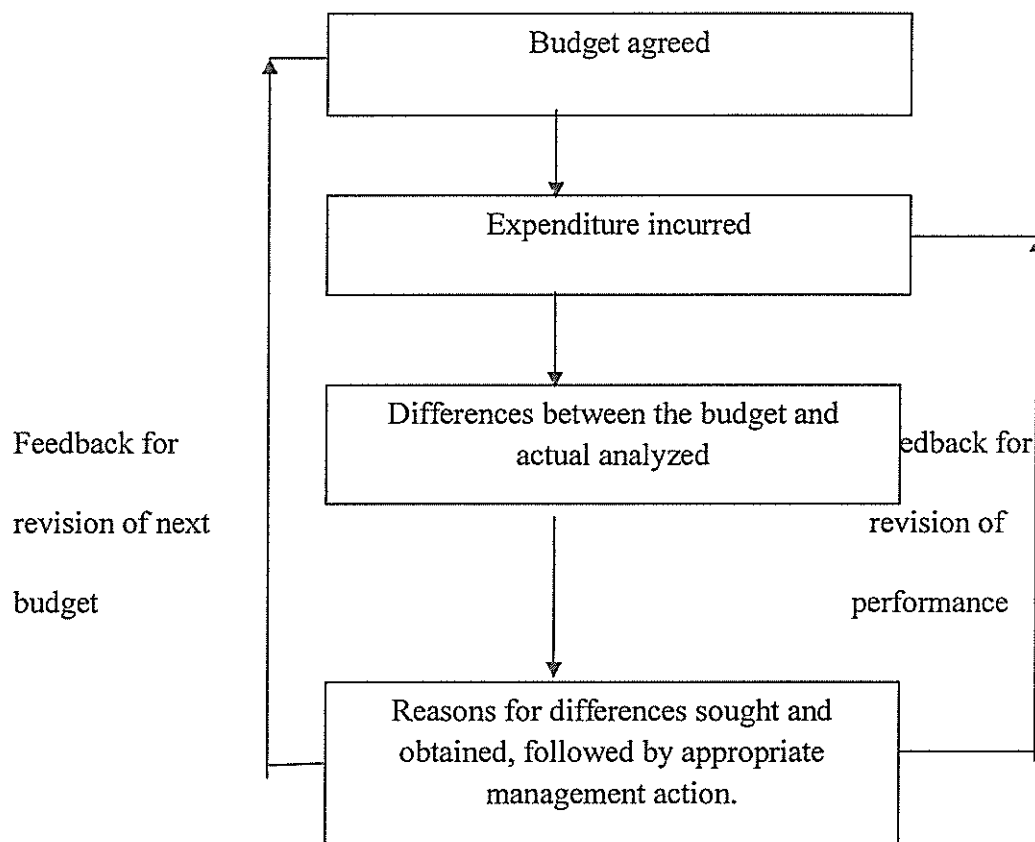 Budget agreed
Expenditure incurred
Differences between the budget and
actual analyzed
Feedback for
revision of next
budget
edback for
revision of
performance
Reasons for differences sought and
obtained, followed by appropriate
management action.